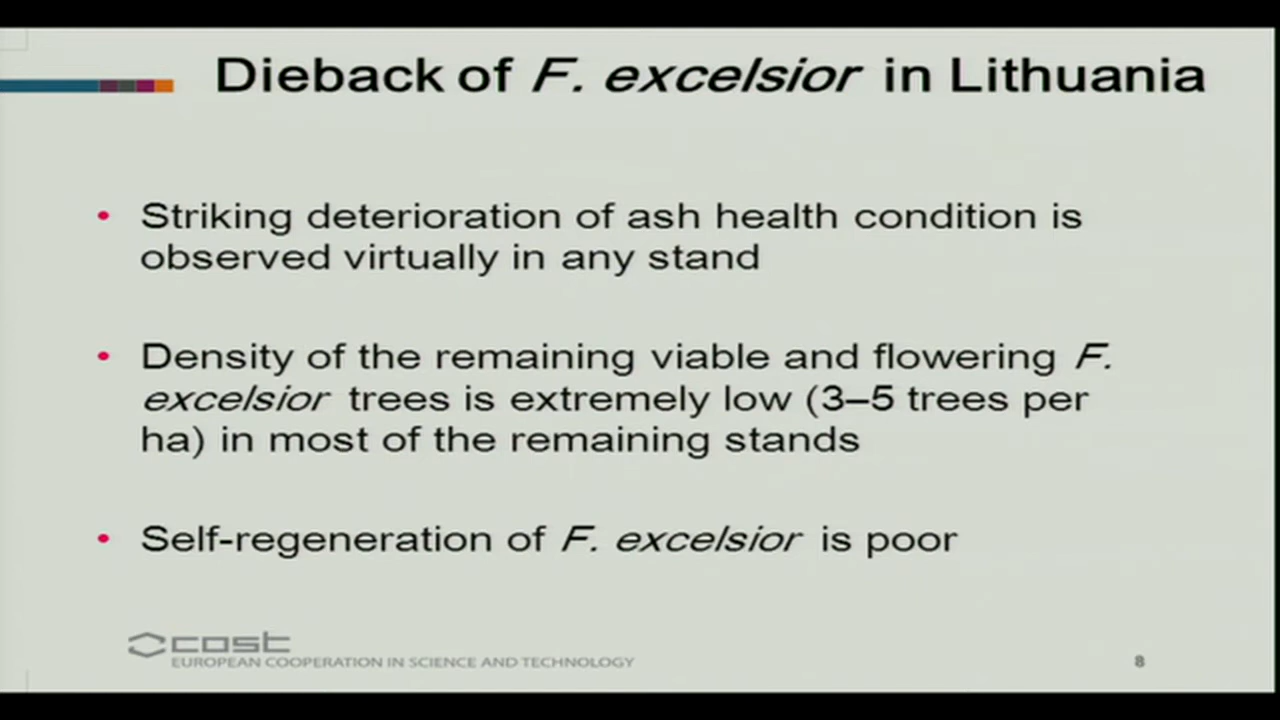 Dieback of F. excelsior in Lithuania
• Striking deterioration of ash health condition is
observed virtually in any stand
• Density of the remaining viable and flowering F.
excelsior trees is extremely low (3–5 trees per
ha) in most of the remaining stands
• Self-regeneration of F. excelsior is poor
cost
EUROPEAN COOPERATION IN SCIENCE AND TECHNOLOGY
8